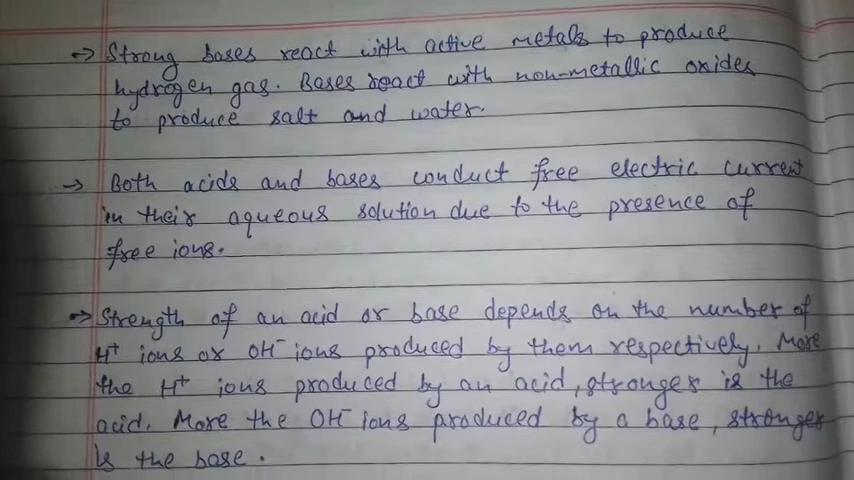 → Strong bases react with active metals to produce
hydrogen gas. Bases react with non-metallic oxides
to produce salt and water.
→ Both acids and bases conduct free electric current
in their aqueous solution due to the presence of
free ions.
→ Strength of an acid or base depends on the number of
H⁺ ions or OH⁻ ions produced by them respectively. More
the H⁺ ions produced by an acid, stronger is the
acid. More the OH⁻ ions produced by a base, stronger
is the base.